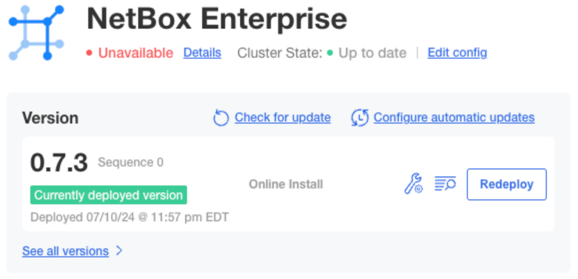 NetBox Enterprise
Unavailable Details Cluster State: Up to date | Edit config
Version Check for update Configure automatic updates
0.7.3 Sequence 0
Currently deployed version
Online Install
Redeploy
Deployed 07/10/24 @ 11:57 pm EDT
See all versions >